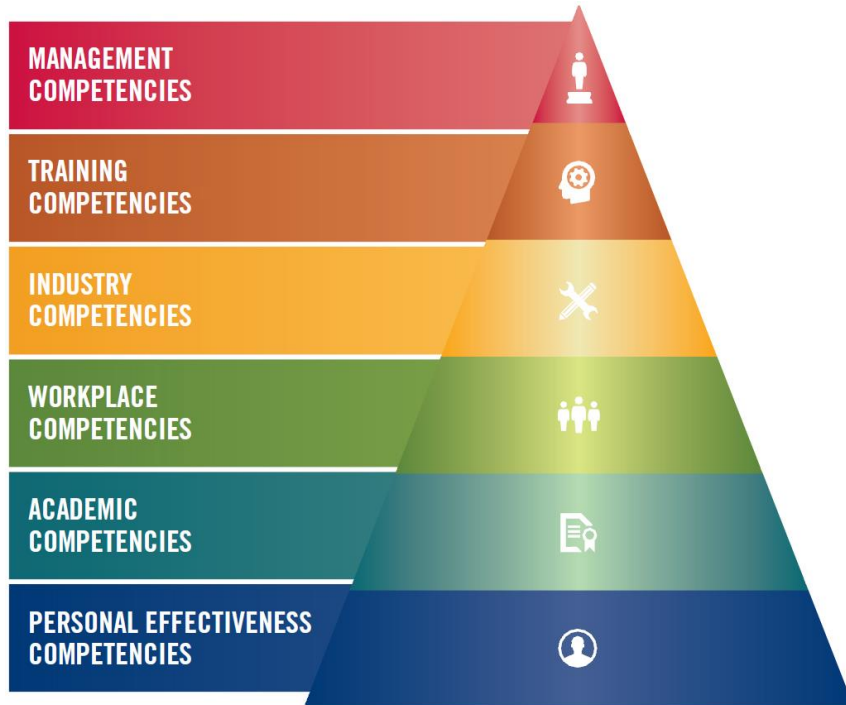 MANAGEMENT
COMPETENCIES
TRAINING
COMPETENCIES
INDUSTRY
COMPETENCIES
WORKPLACE
COMPETENCIES
ACADEMIC
COMPETENCIES
PERSONAL EFFECTIVENESS
COMPETENCIES